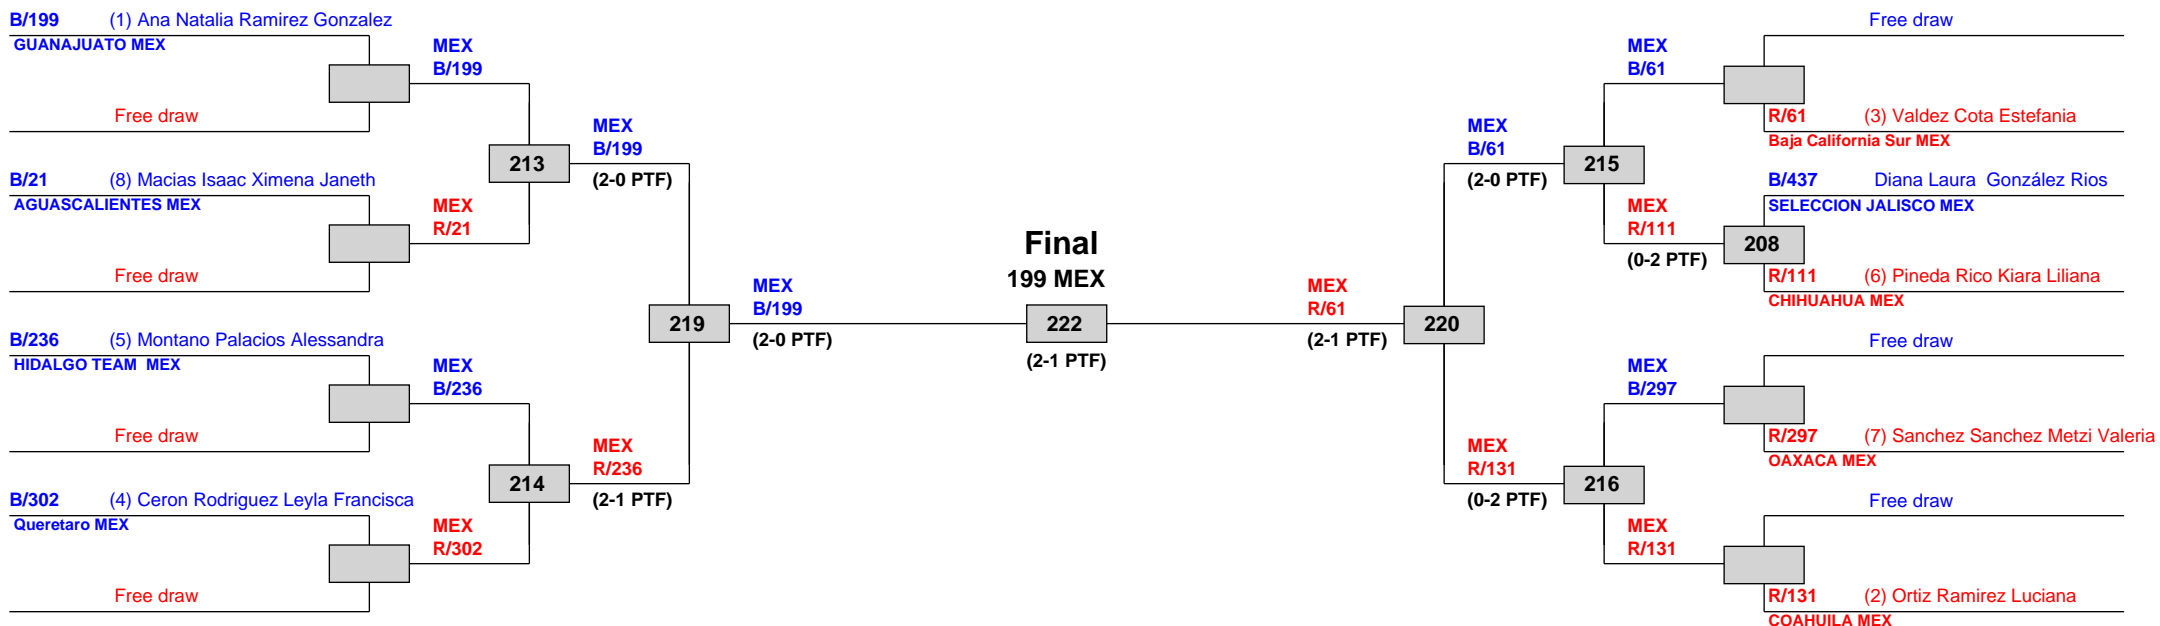 B/199 (1) Ana Natalia Ramirez Gonzalez
GUANAJUATO MEX
Free draw
B/21 (8) Macias Isaac Ximena Janeth
AGUASCALIENTES MEX
Free draw
B/236 (5) Montano Palacios Alessandra
HIDALGO TEAM  MEX
Free draw
B/302 (4) Ceron Rodriguez Leyla Francisca
Queretaro MEX
Free draw
MEX
B/199
MEX
R/21
MEX
B/236
MEX
R/302
213
214
MEX
B/199
(2-0 PTF)
MEX
R/236
(2-1 PTF)
219
MEX
B/199
(2-0 PTF)
Final
199 MEX
222
(2-1 PTF)
MEX
R/61
(2-1 PTF)
220
MEX
B/61
(2-0 PTF)
MEX
R/131
(0-2 PTF)
215
216
MEX
B/61
MEX
R/111
(0-2 PTF)
MEX
B/297
MEX
R/131
208
Free draw
R/61 (3) Valdez Cota Estefania
Baja California Sur MEX
B/437 Diana Laura  González Rios
SELECCION JALISCO MEX
R/111 (6) Pineda Rico Kiara Liliana
CHIHUAHUA MEX
Free draw
R/297 (7) Sanchez Sanchez Metzi Valeria
OAXACA MEX
Free draw
R/131 (2) Ortiz Ramirez Luciana
COAHUILA MEX